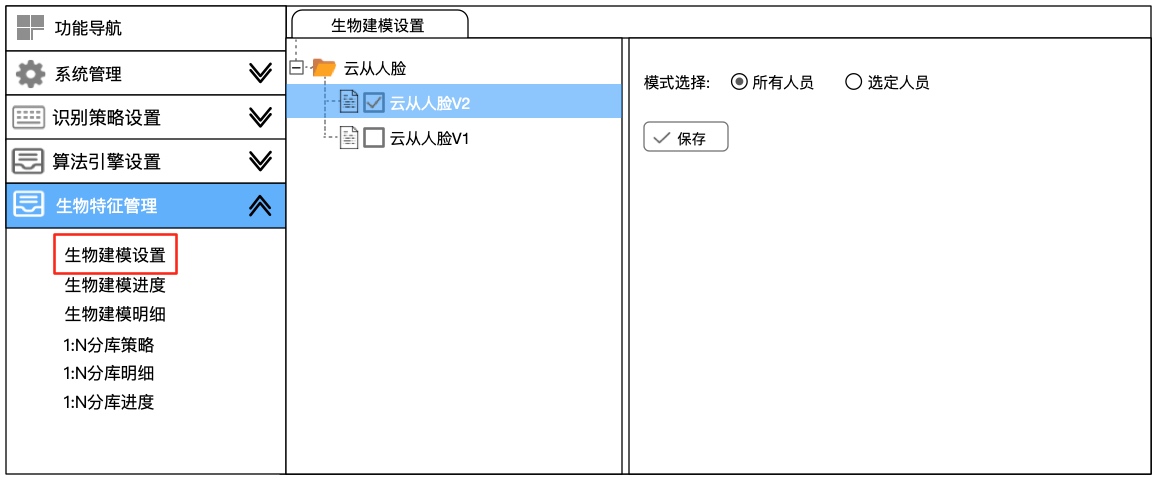 功能导航
系统管理
识别策略设置
算法引擎设置
生物特征管理
生物建模设置
生物建模进度
生物建模明细
1:N分库策略
1:N分库明细
1:N分库进度
生物建模设置
云从人脸
云从人脸V2
云从人脸V1
模式选择: 所有人员 选定人员
保存